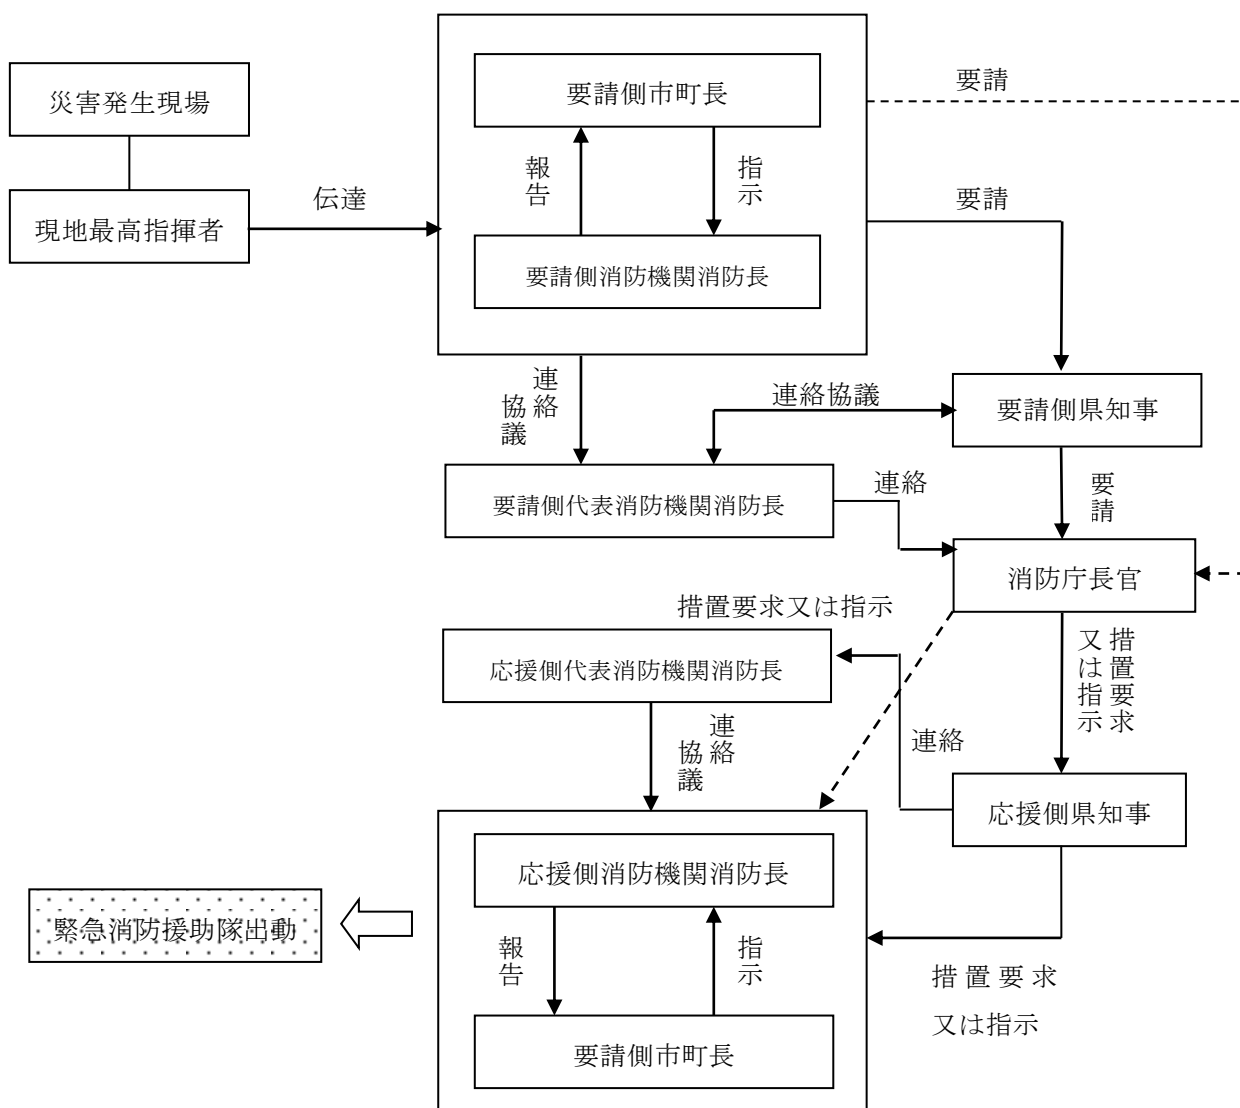 災害発生現場
現地最高指揮者
伝達
要請側市町長
報告
指示
要請側消防機関消防長
要請
要請
連絡
協議
連絡協議
要請側県知事
要請側代表消防機関消防長
連絡
要請
消防庁長官
措置要求又は指示
応援側代表消防機関消防長
措置要求
又は指示
連絡
協議
連絡
応援側県知事
応援側消防機関消防長
緊急消防援助隊出動
報告
指示
措置要求
又は指示
要請側市町長